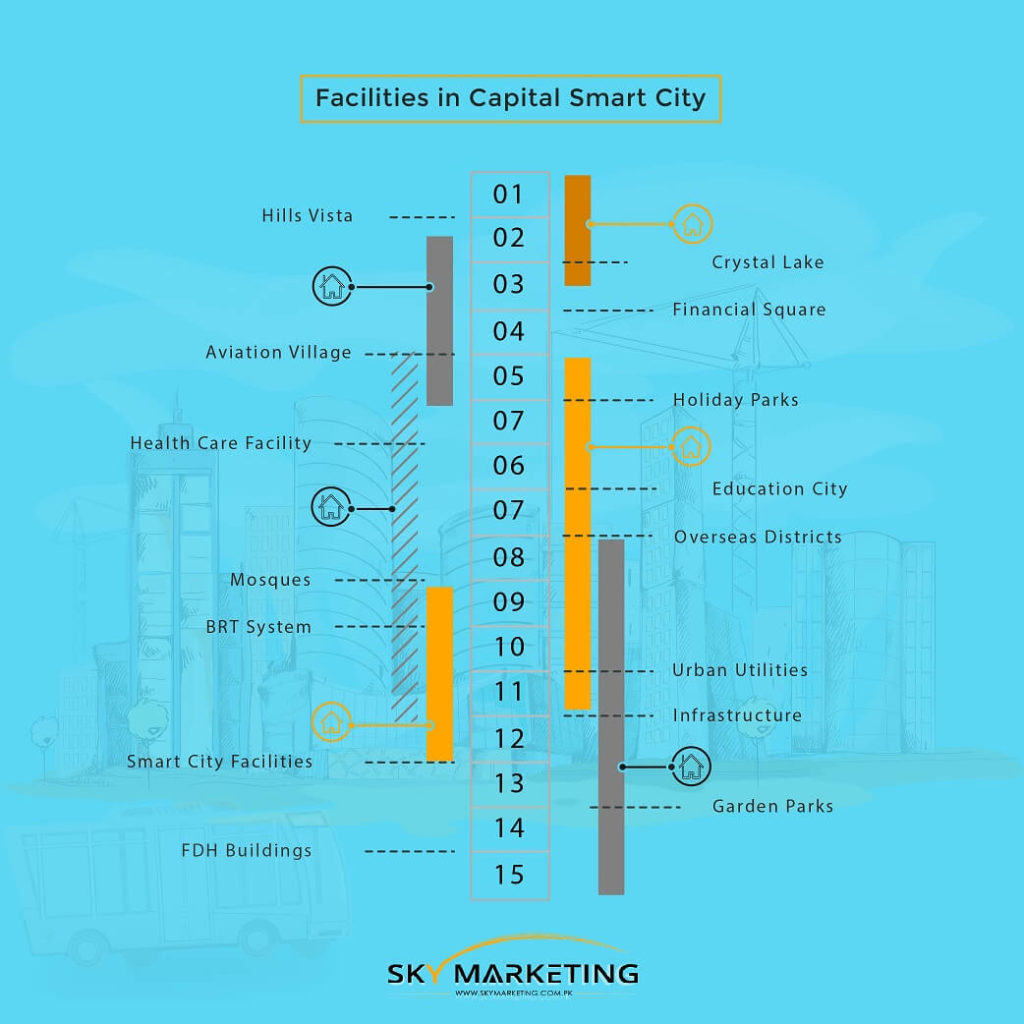 Facilities in Capital Smart City
01
Hills Vista
02
Crystal Lake
03
Financial Square
04
Aviation Village
05
Holiday Parks
07
Health Care Facility
06
Education City
07
Overseas Districts
08
Mosques
09
BRT System
10
Urban Utilities
11
Infrastructure
12
Smart City Facilities
13
Garden Parks
14
FDH Buildings
15
SKY MARKETING
WWW.SKYMARKETING.COM.PK